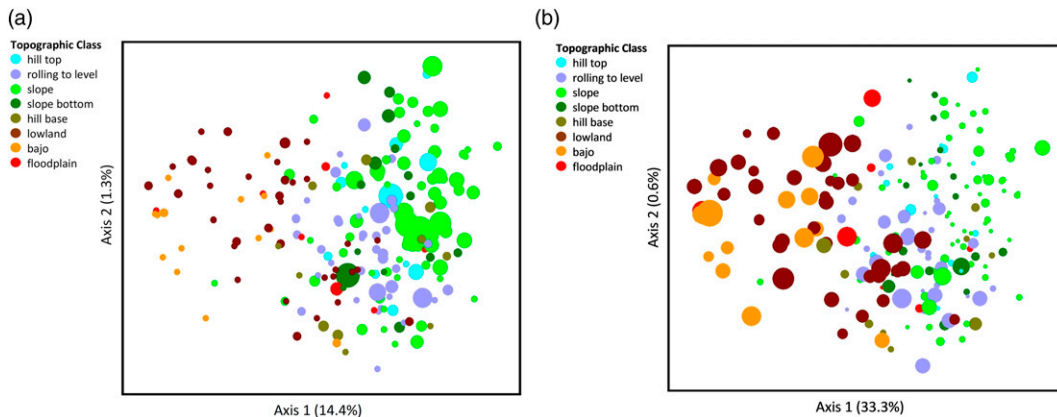 (a)
Topographic Class
hill top
rolling to level
slope
slope bottom
hill base
lowland
bajo
floodplain
Axis 2 (1.3%)
Axis 1 (14.4%)
(b)
Topographic Class
hill top
rolling to level
slope
slope bottom
hill base
lowland
bajo
floodplain
Axis 2 (0.6%)
Axis 1 (33.3%)